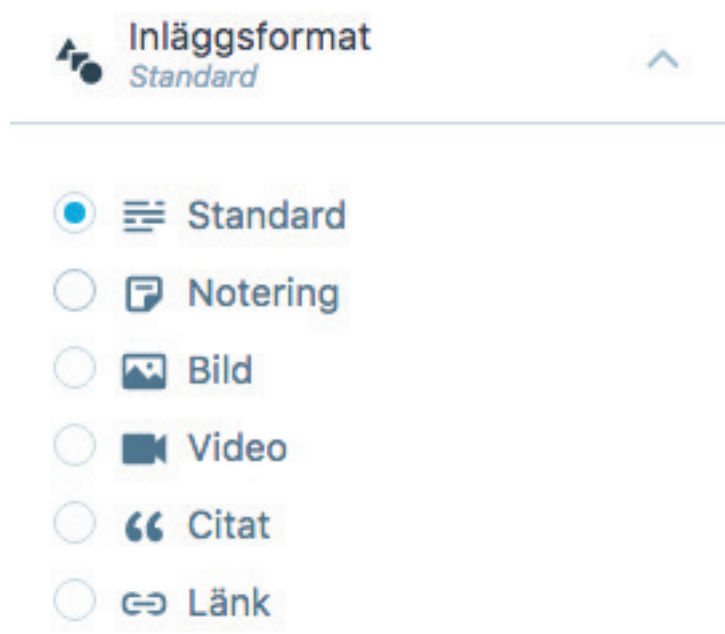 Inläggsformat
Standard
Standard
Notering
Bild
Video
Citat
Länk